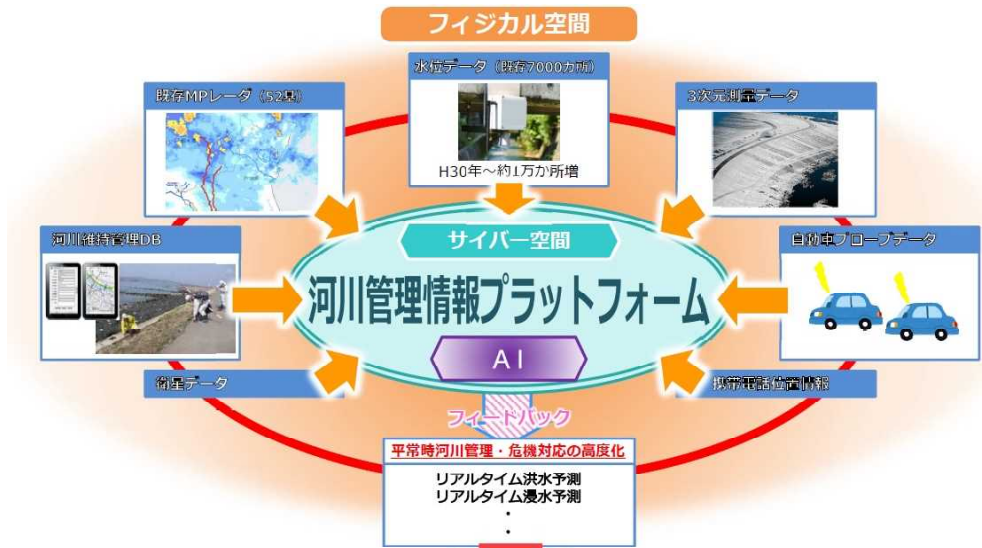 フィジカル空間
水位データ（既存7000カ所）
H30年～約1万か所増
既存MPレーダ（52基）
3次元測量データ
河川維持管理DB
自動車プローブデータ
衛星データ
携帯電話位置情報
サイバー空間
河川管理情報プラットフォーム
AI
フィードバック
平常時河川管理・危機対応の高度化
リアルタイム洪水予測
リアルタイム浸水予測
・
・